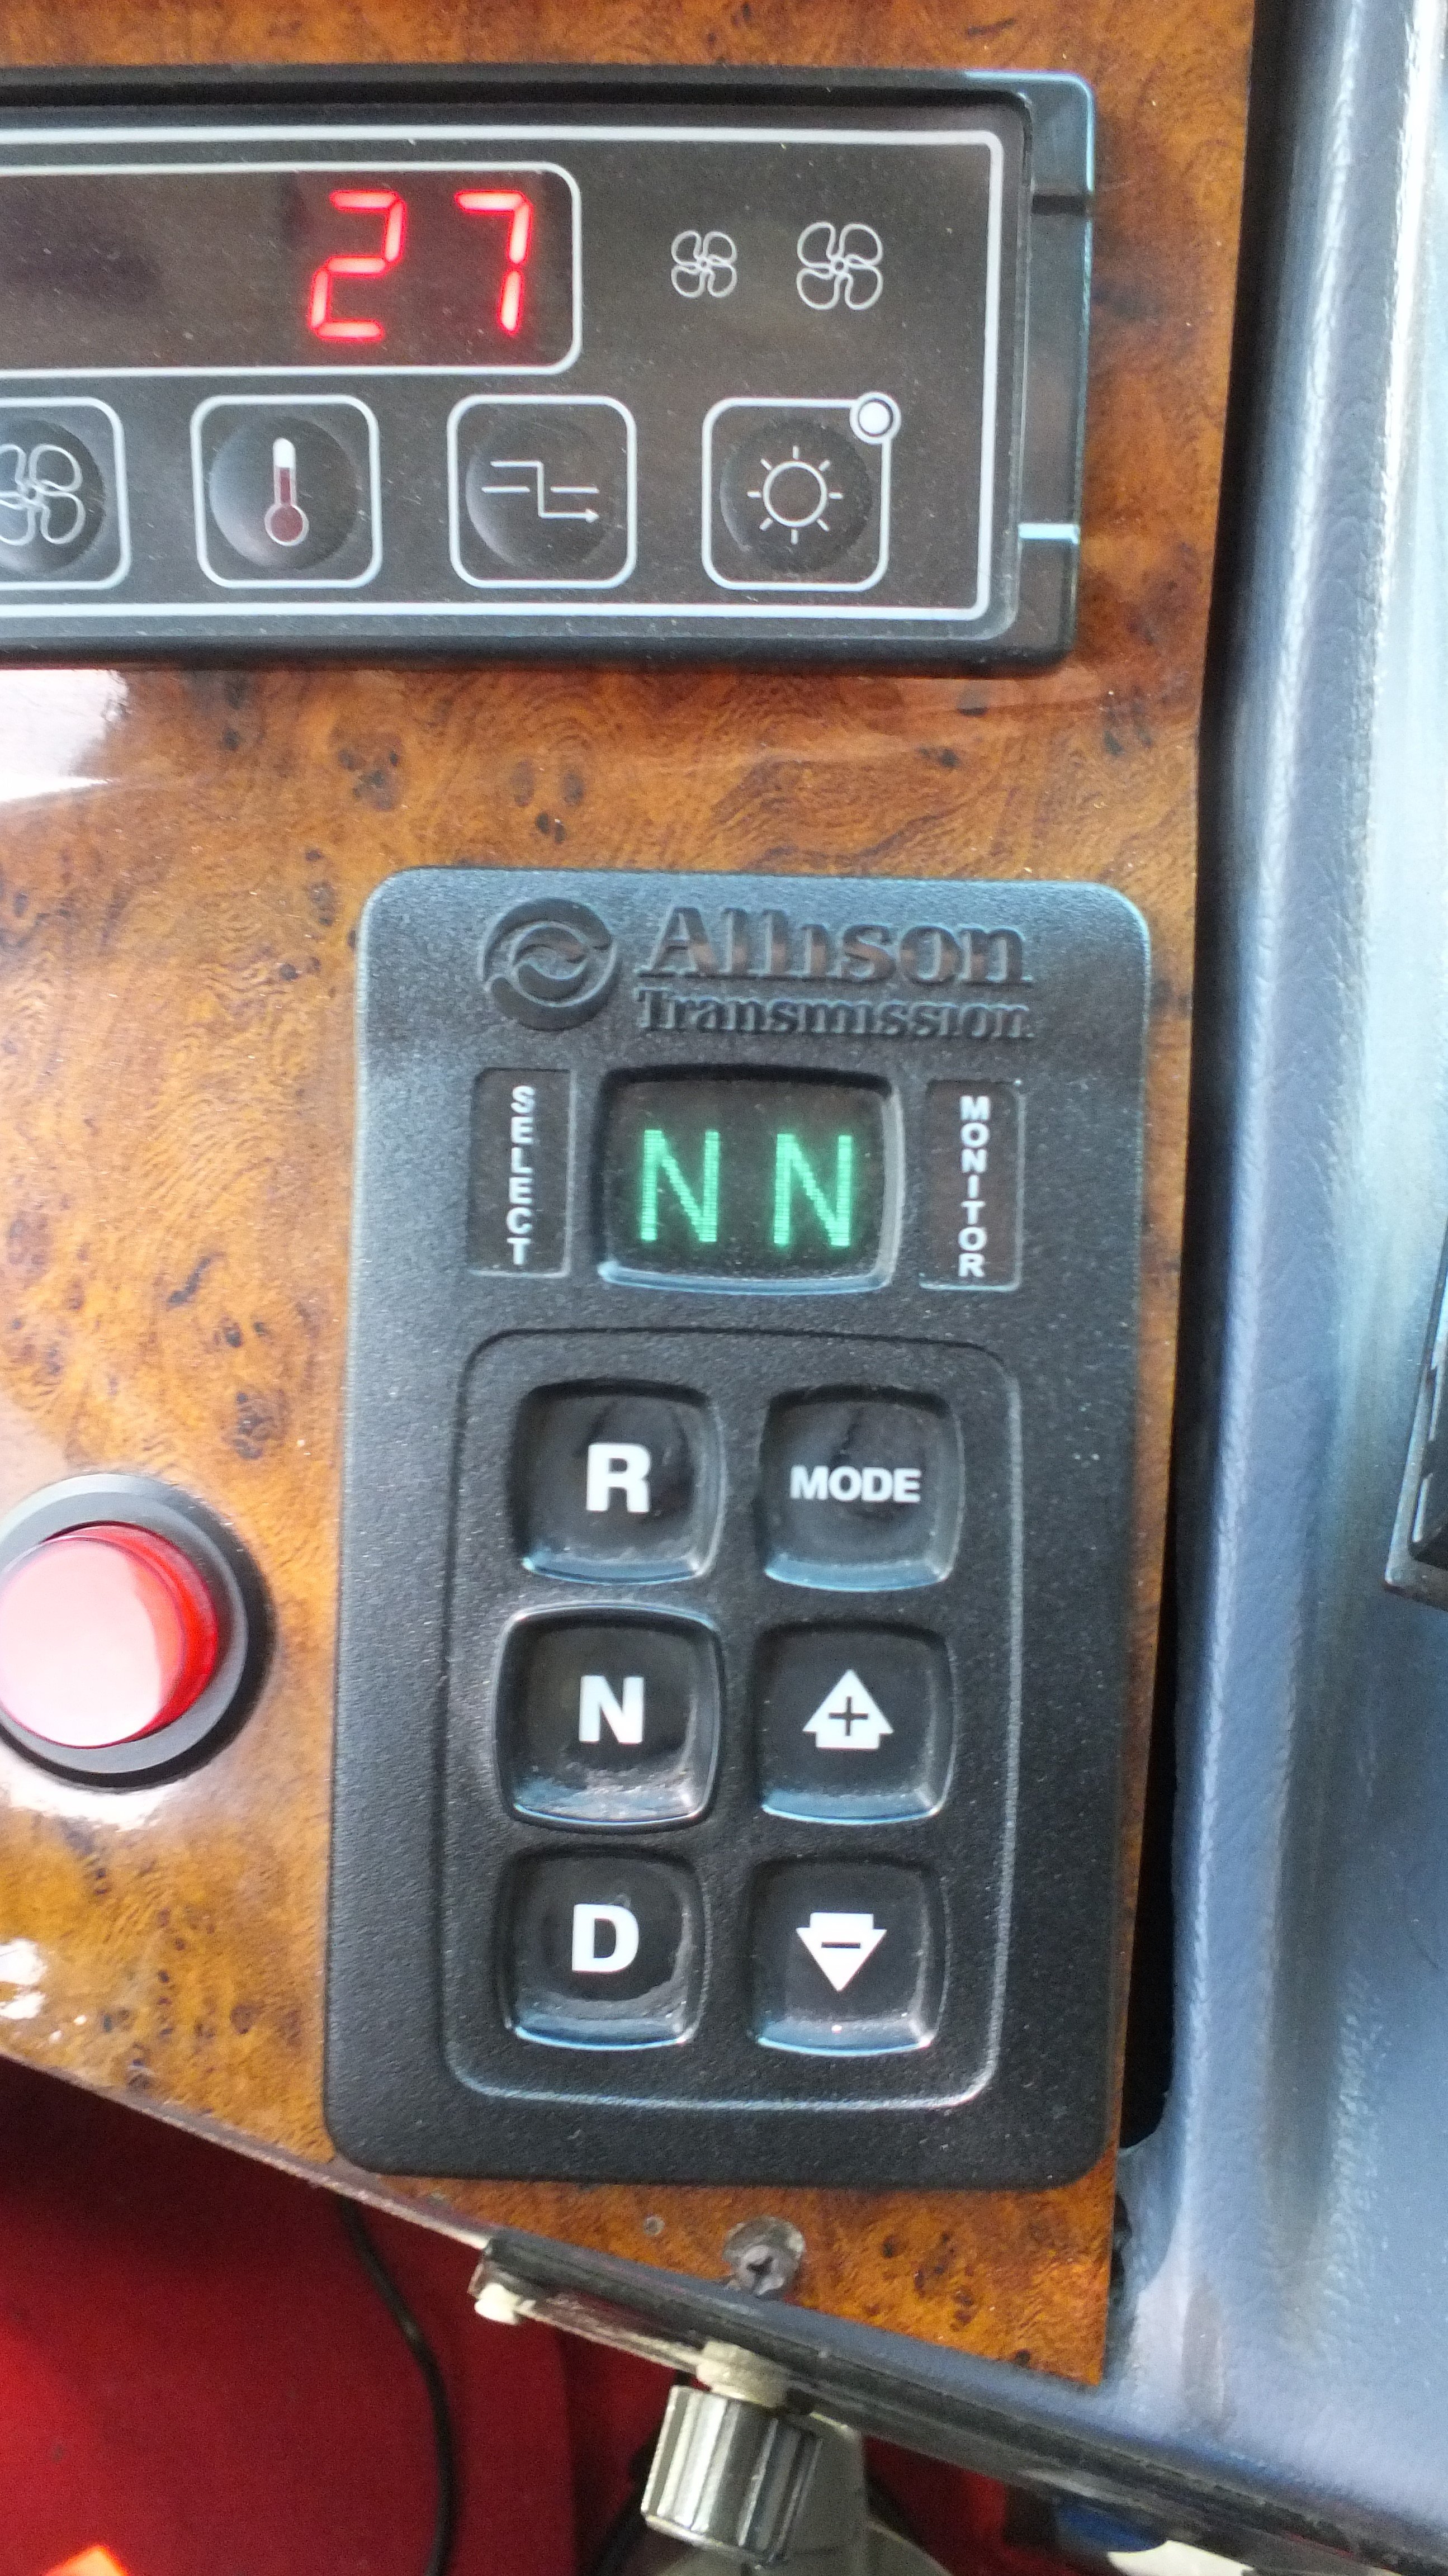 27
Allison
Transmission
SELECT
NN
MONITOR
R
MODE
N
+
D
-